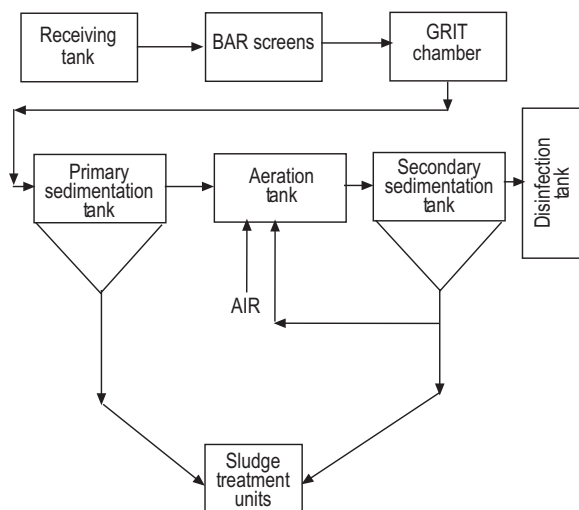 Receiving
tank
BAR screens
GRIT
chamber
Primary
sedimentation
tank
Aeration
tank
Secondary
sedimentation
tank
Disinfection
tank
AIR
Sludge
treatment
units